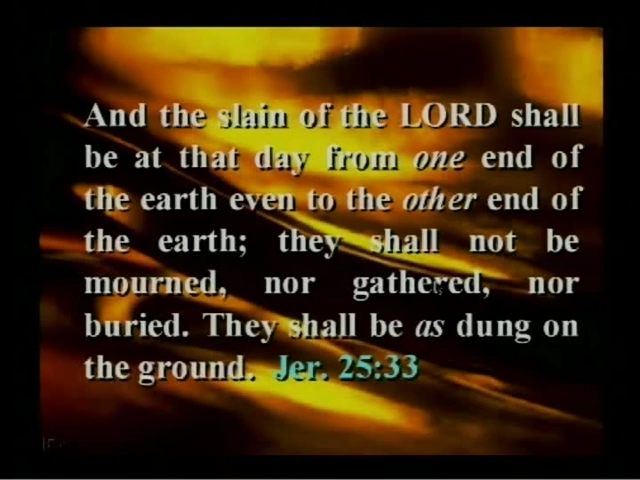 And the slain of the LORD shall
be at that day from one end of
the earth even to the other end of
the earth; they shall not be
mourned, nor gathered, nor
buried. They shall be as dung on
the ground. Jer. 25:33